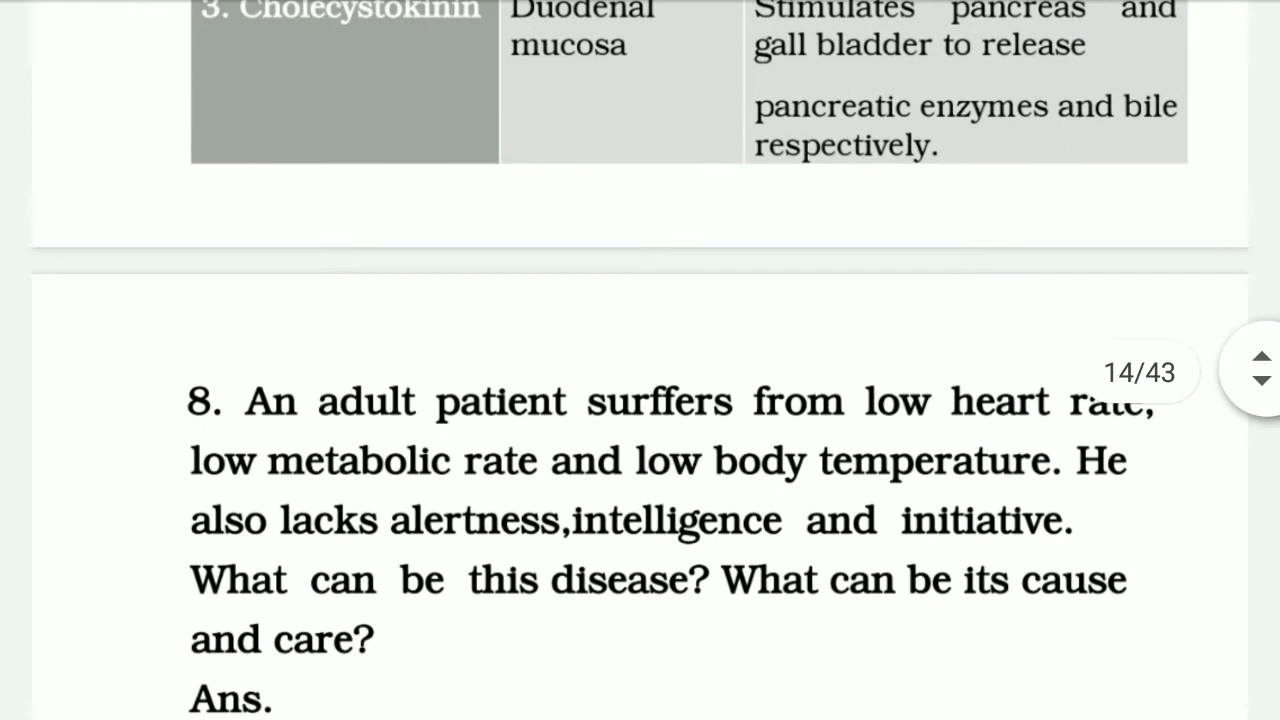 3. Cholecystokinin Duodenal Stimulates pancreas and
mucosa gall bladder to release
pancreatic enzymes and bile
respectively.
14/43
8. An adult patient surffers from low heart rate,
low metabolic rate and low body temperature. He
also lacks alertness,intelligence and initiative.
What can be this disease? What can be its cause
and care?
Ans.